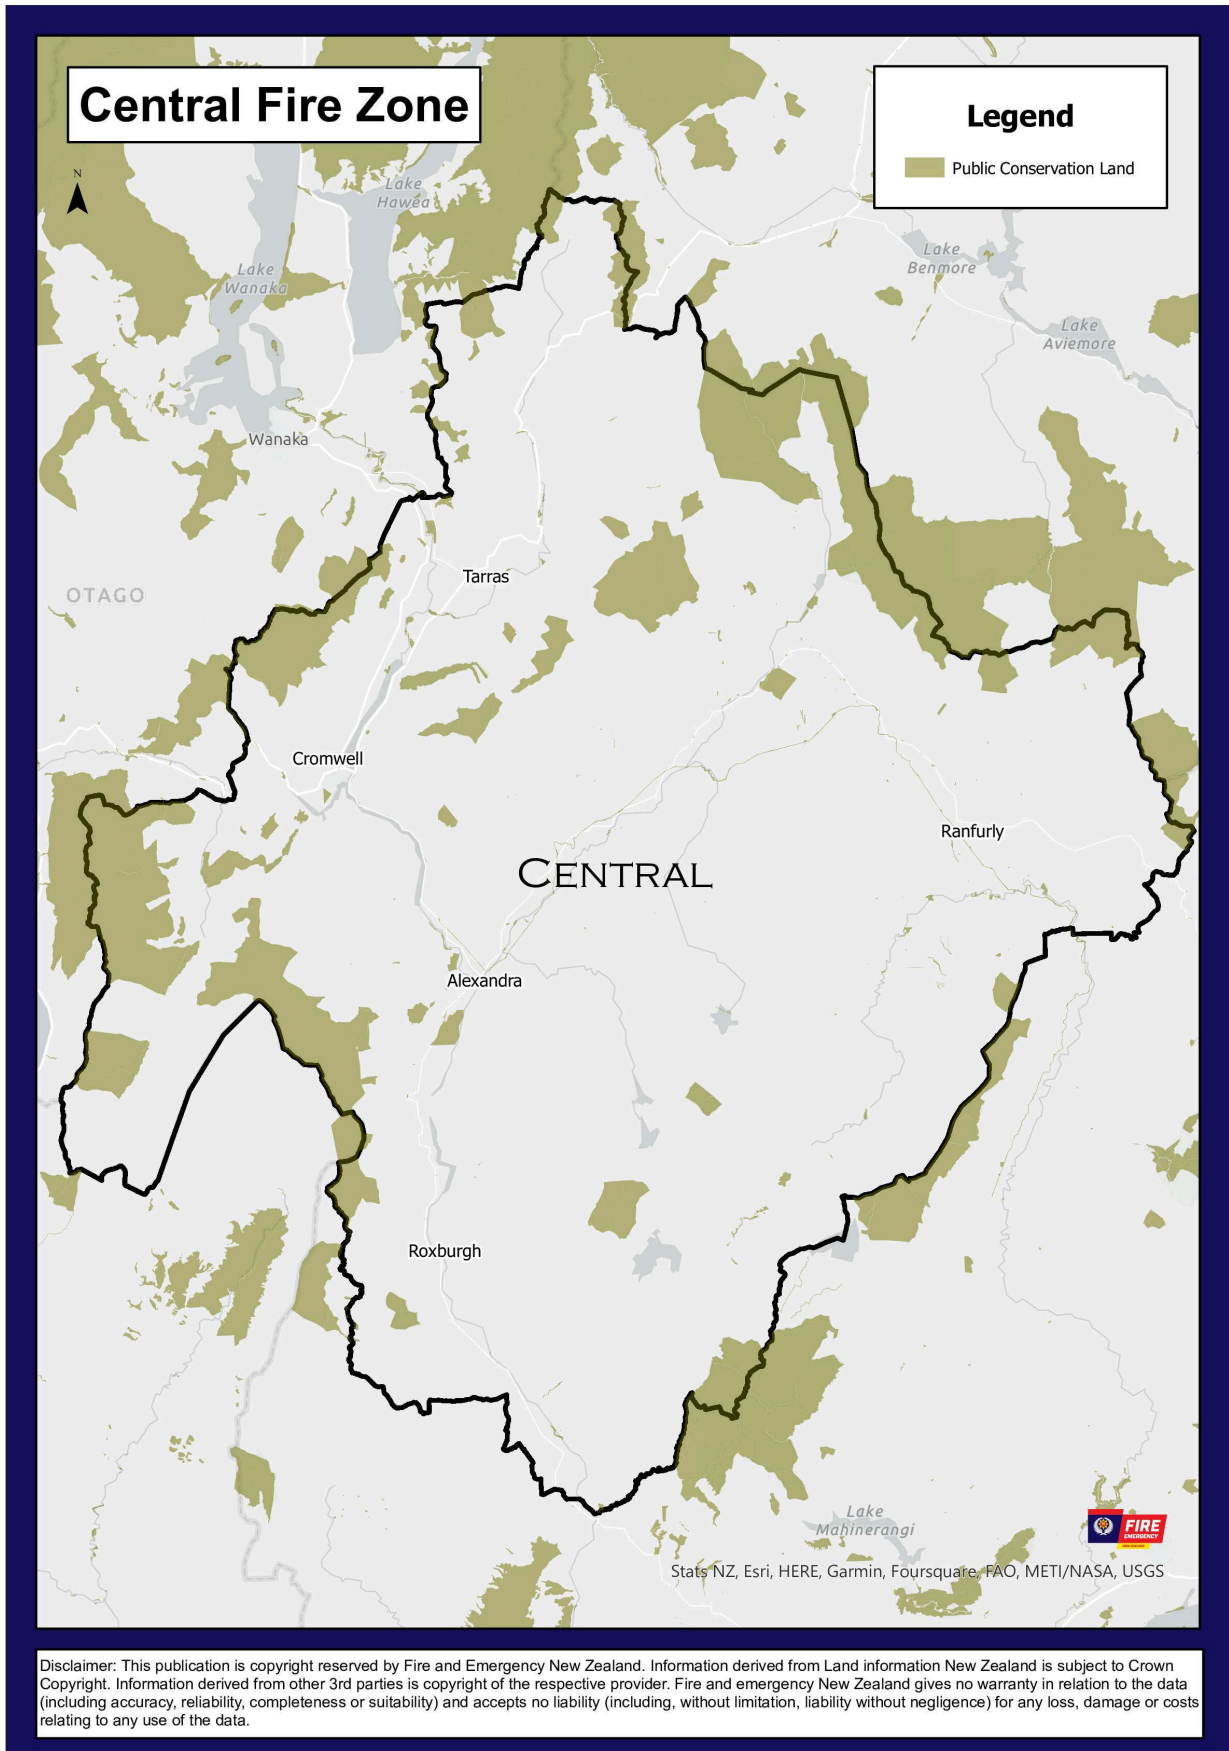 Central Fire Zone
Legend
Public Conservation Land
N
Lake
Hawea
Lake
Benmore
Lake
Wanaka
Lake
Aviemore
Wanaka
Tarras
OTAGO
Cromwell
Ranfurly
CENTRAL
Alexandra
Roxburgh
Lake
Mahinerangi
FIRE
EMERGENCY
NEW ZEALAND
Stats NZ, Esri, HERE, Garmin, Foursquare, FAO, METI/NASA, USGS
Disclaimer: This publication is copyright reserved by Fire and Emergency New Zealand. Information derived from Land information New Zealand is subject to Crown
Copyright. Information derived from other 3rd parties is copyright of the respective provider. Fire and emergency New Zealand gives no warranty in relation to the data
(including accuracy, reliability, completeness or suitability) and accepts no liability (including, without limitation, liability without negligence) for any loss, damage or costs
relating to any use of the data.